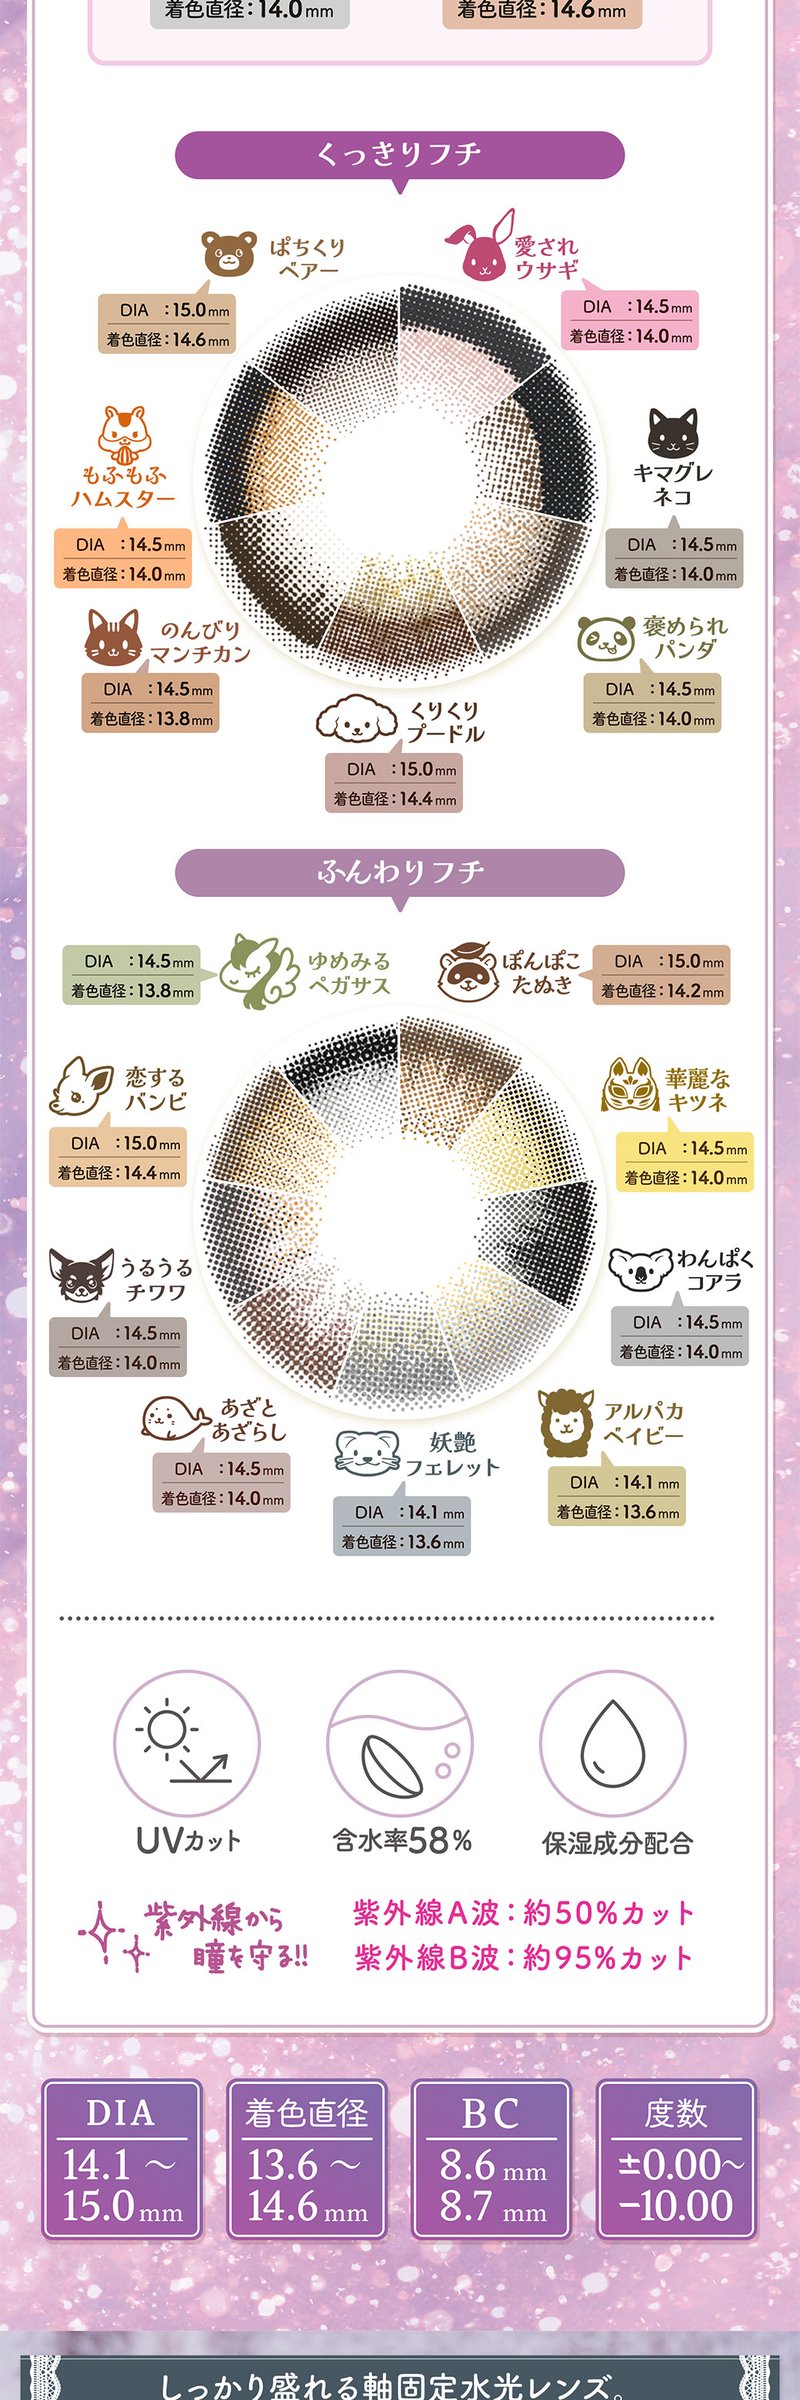 着色直径:14.0mm
着色直径:14.6mm
くっきりフチ
ぱちくり
ベアー
DIA :15.0mm
着色直径:14.6mm
愛され
ウサギ
DIA :14.5mm
着色直径:14.0mm
もふもふ
ハムスター
DIA :14.5mm
着色直径:14.0mm
キマグレ
ネコ
DIA :14.5mm
着色直径:14.0mm
のんびり
マンチカン
DIA :14.5mm
着色直径:13.8mm
褒められ
パンダ
DIA :14.5mm
着色直径:14.0mm
くりくり
プードル
DIA :15.0mm
着色直径:14.4mm
ふんわりフチ
DIA :14.5mm
着色直径:13.8mm
ゆめみる
ペガサス
ぽんぽこ
たぬき
DIA :15.0mm
着色直径:14.2mm
恋する
バンビ
DIA :15.0mm
着色直径:14.4mm
華麗な
キツネ
DIA :14.5mm
着色直径:14.0mm
うるうる
チワワ
DIA :14.5mm
着色直径:14.0mm
わんぱく
コアラ
DIA :14.5mm
着色直径:14.0mm
あざと
あざらし
DIA :14.5mm
着色直径:14.0mm
妖艶
フェレット
DIA :14.1 mm
着色直径:13.6mm
アルパカ
ベイビー
DIA :14.1 mm
着色直径:13.6mm
UVカット
含水率58%
保湿成分配合
紫外線から
瞳を守る!!
紫外線A波:約50%カット
紫外線B波:約95%カット
DIA
14.1～
15.0mm
着色直径
13.6～
14.6mm
BC
8.6 mm
8.7 mm
度数
±0.00～
−10.00
しっかり盛れる軸固定水光レンズ。